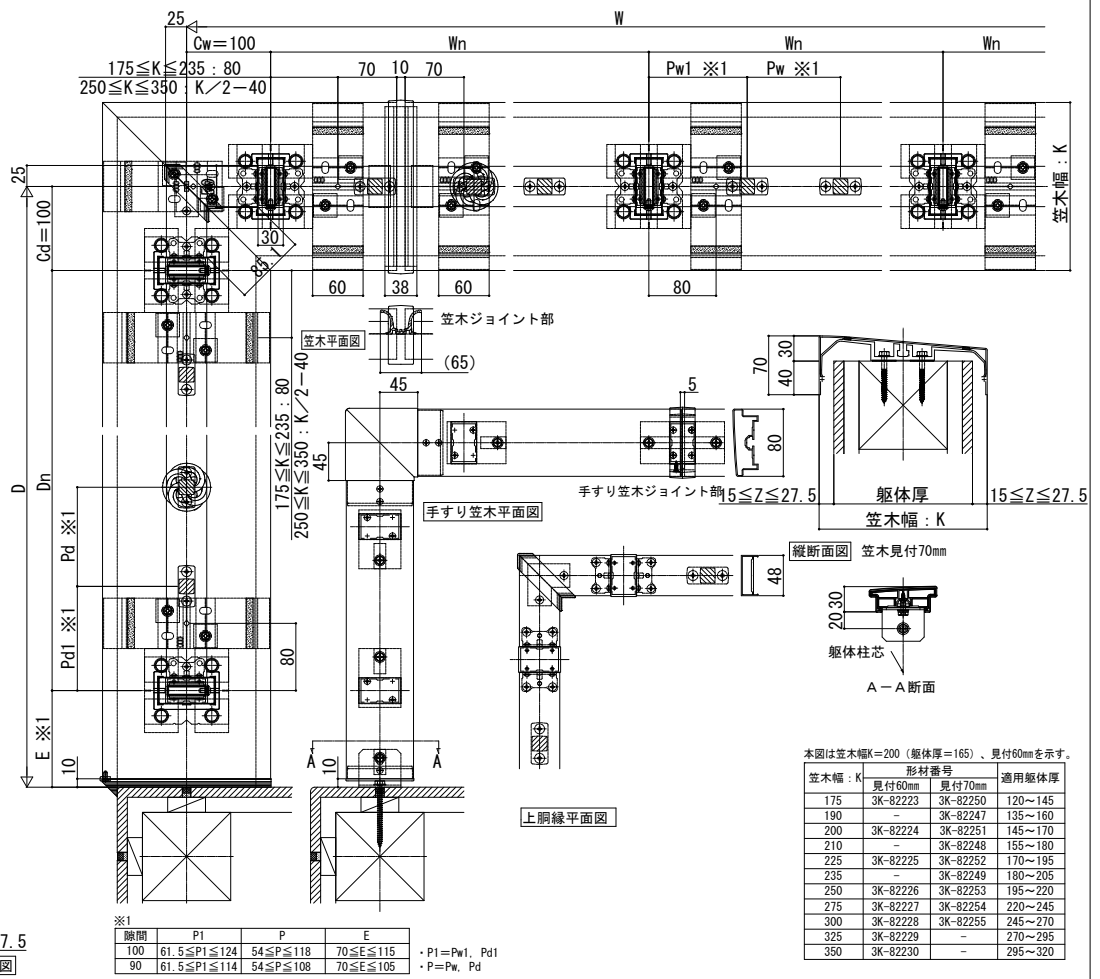 25
W
Cw=100
Wn
Wn
Wn
175≦K≦235：80
250≦K≦350：K/2−40
70
10
70
Pw1 ※1
Pw ※1
25
Cd=100
笠木幅：K
30
85.1
60
38
60
80
笠木平面図
笠木ジョイント部
(65)
175≦K≦235：80
250≦K≦350：K／2−40
D
Dn
Pd ※1
Pd1 ※1
80
E ※1
10
45
45
5
80
手すり笠木ジョイント部
手すり笠木平面図
70
30
40
15≦Z≦27.5
躯体厚
15≦Z≦27.5
笠木幅：K
縦断面図
笠木見付70mm
48
20
30
躯体柱芯
A－A断面
A
A
10
上胴縁平面図
本図は笠木幅K=200（躯体厚=165）、見付60mmを示す。
笠木幅：K 形材番号 適用躯体厚
見付60mm 見付70mm
175 3K-82223 3K-82250 120～145
190 − 3K-82247 135～160
200 3K-82224 3K-82251 145～170
210 − 3K-82248 155～180
225 3K-82225 3K-82252 170～195
235 − 3K-82249 180～205
250 3K-82226 3K-82253 195～220
275 3K-82227 3K-82254 220～245
300 3K-82228 3K-82255 245～270
325 3K-82229 − 270～295
350 3K-82230 − 295～320
※1
隙間 P1 P E
100 61.5≦P1≦124 54≦P≦118 70≦E≦115 ・P1=Pw1, Pd1
90 61.5≦P1≦114 54≦P≦108 70≦E≦105 ・P=Pw, Pd
7.5
図